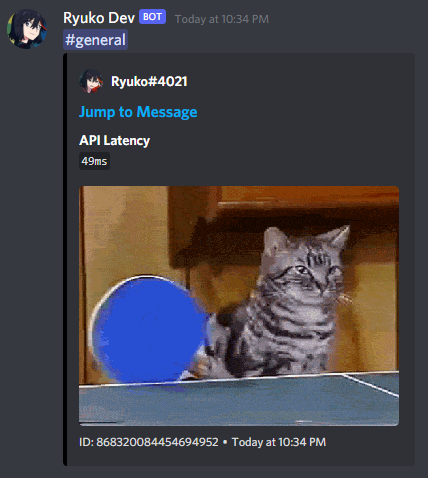 Ryuko Dev BOT Today at 10:34 PM
#general
Ryuko#4021
Jump to Message
API Latency
49ms
ID: 868320084454694952 • Today at 10:34 PM